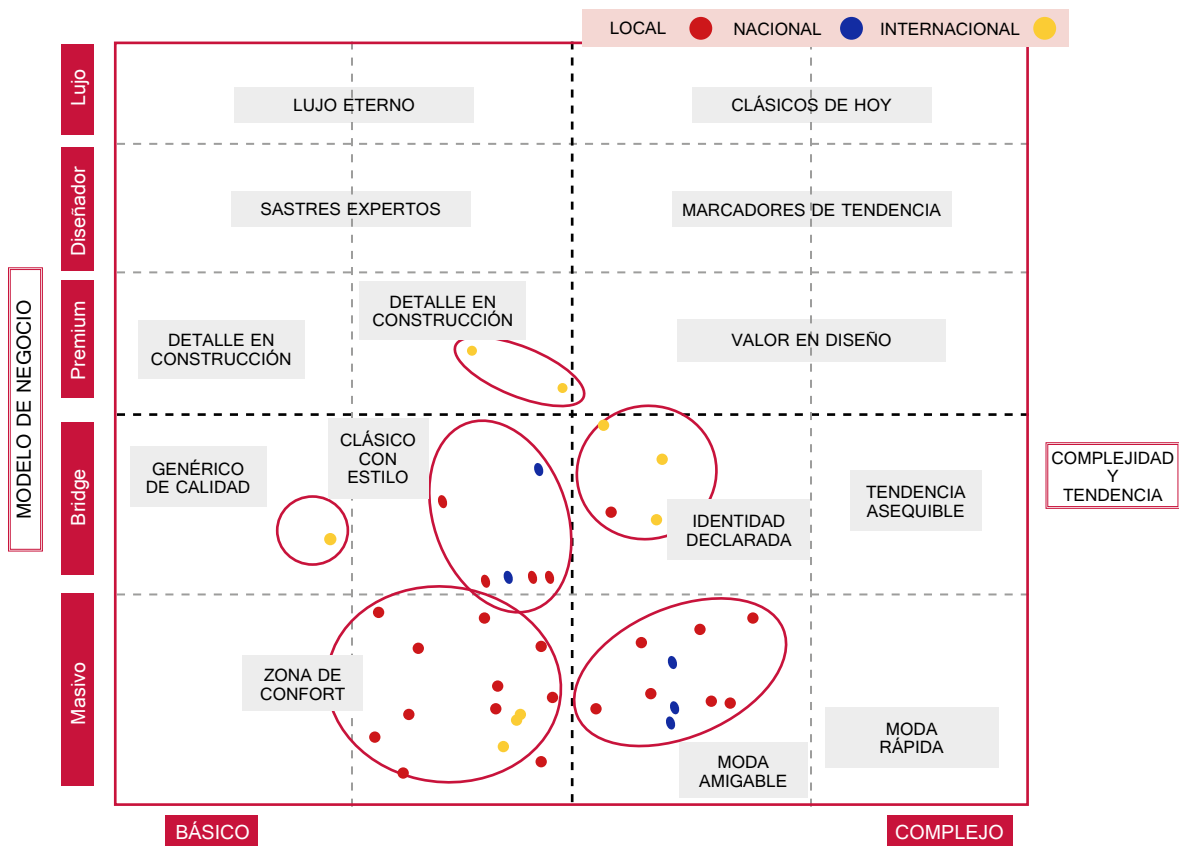 LOCAL NACIONAL INTERNACIONAL
Lujo
LUJO ETERNO
CLÁSICOS DE HOY
Diseñador
SASTRES EXPERTOS
MARCADORES DE TENDENCIA
MODELO DE NEGOCIO
Premium
DETALLE EN
CONSTRUCCIÓN
DETALLE EN
CONSTRUCCIÓN
VALOR EN DISEÑO
Bridge
GENÉRICO
DE CALIDAD
CLÁSICO
CON
ESTILO
IDENTIDAD
DECLARADA
TENDENCIA
ASEQUIBLE
COMPLEJIDAD
Y
TENDENCIA
Masivo
ZONA DE
CONFORT
MODA
AMIGABLE
MODA
RÁPIDA
BÁSICO
COMPLEJO